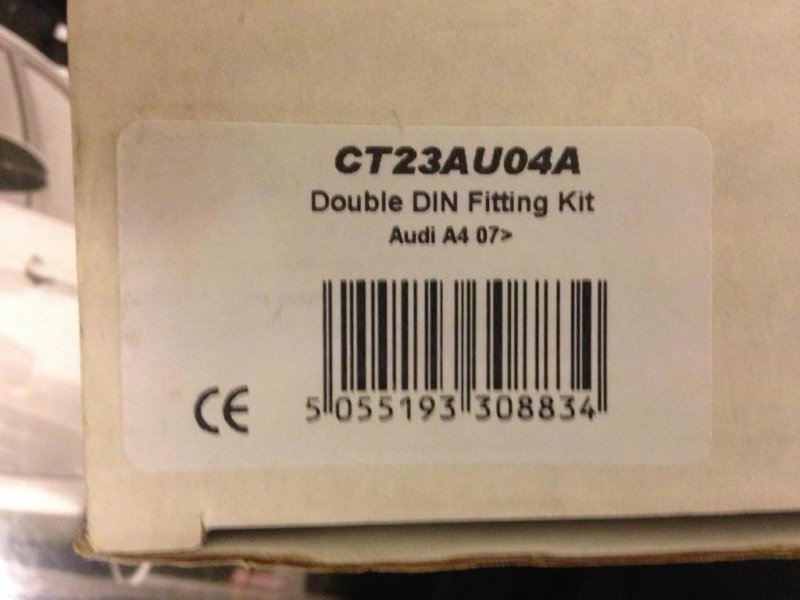 CT23AU04A
Double DIN Fitting Kit
Audi A4 07>
CE
5 055193 308834